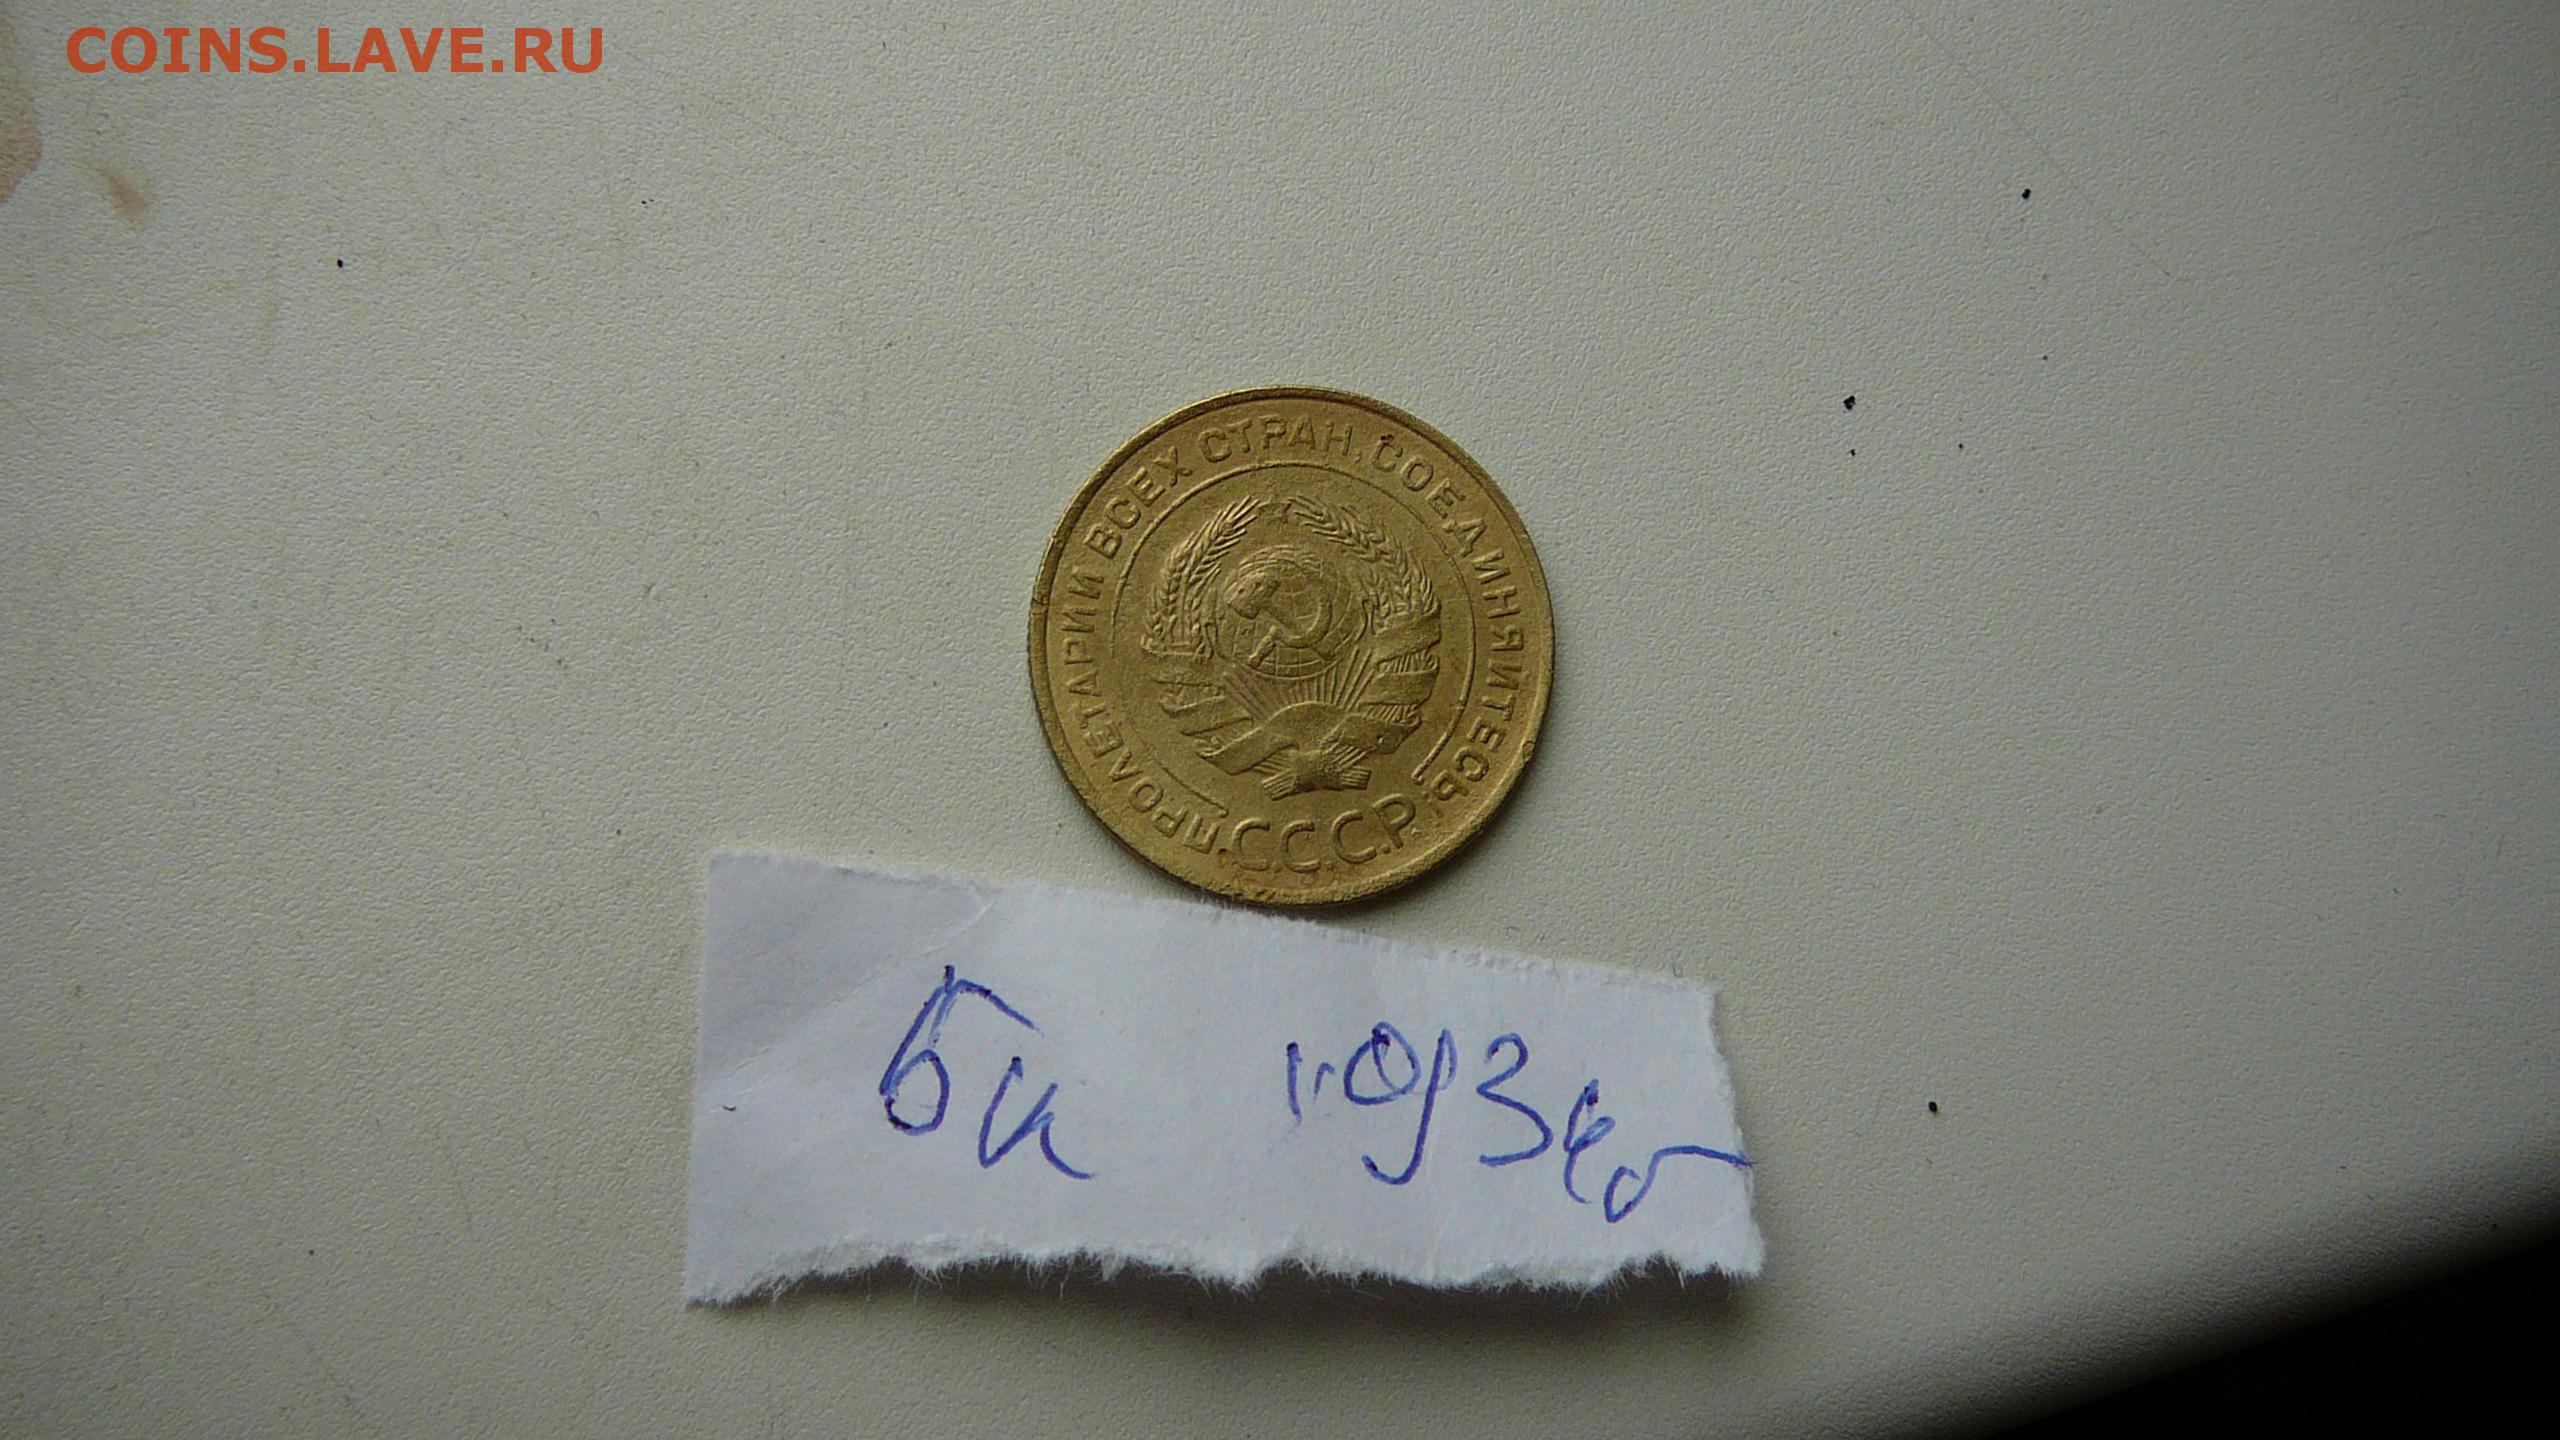 COINS.LAVE.RU
ПРОЛЕТАРИИ ВСЕХ СТРАН, СОЕДИНЯЙТЕСЬ!
С.С.С.Р.